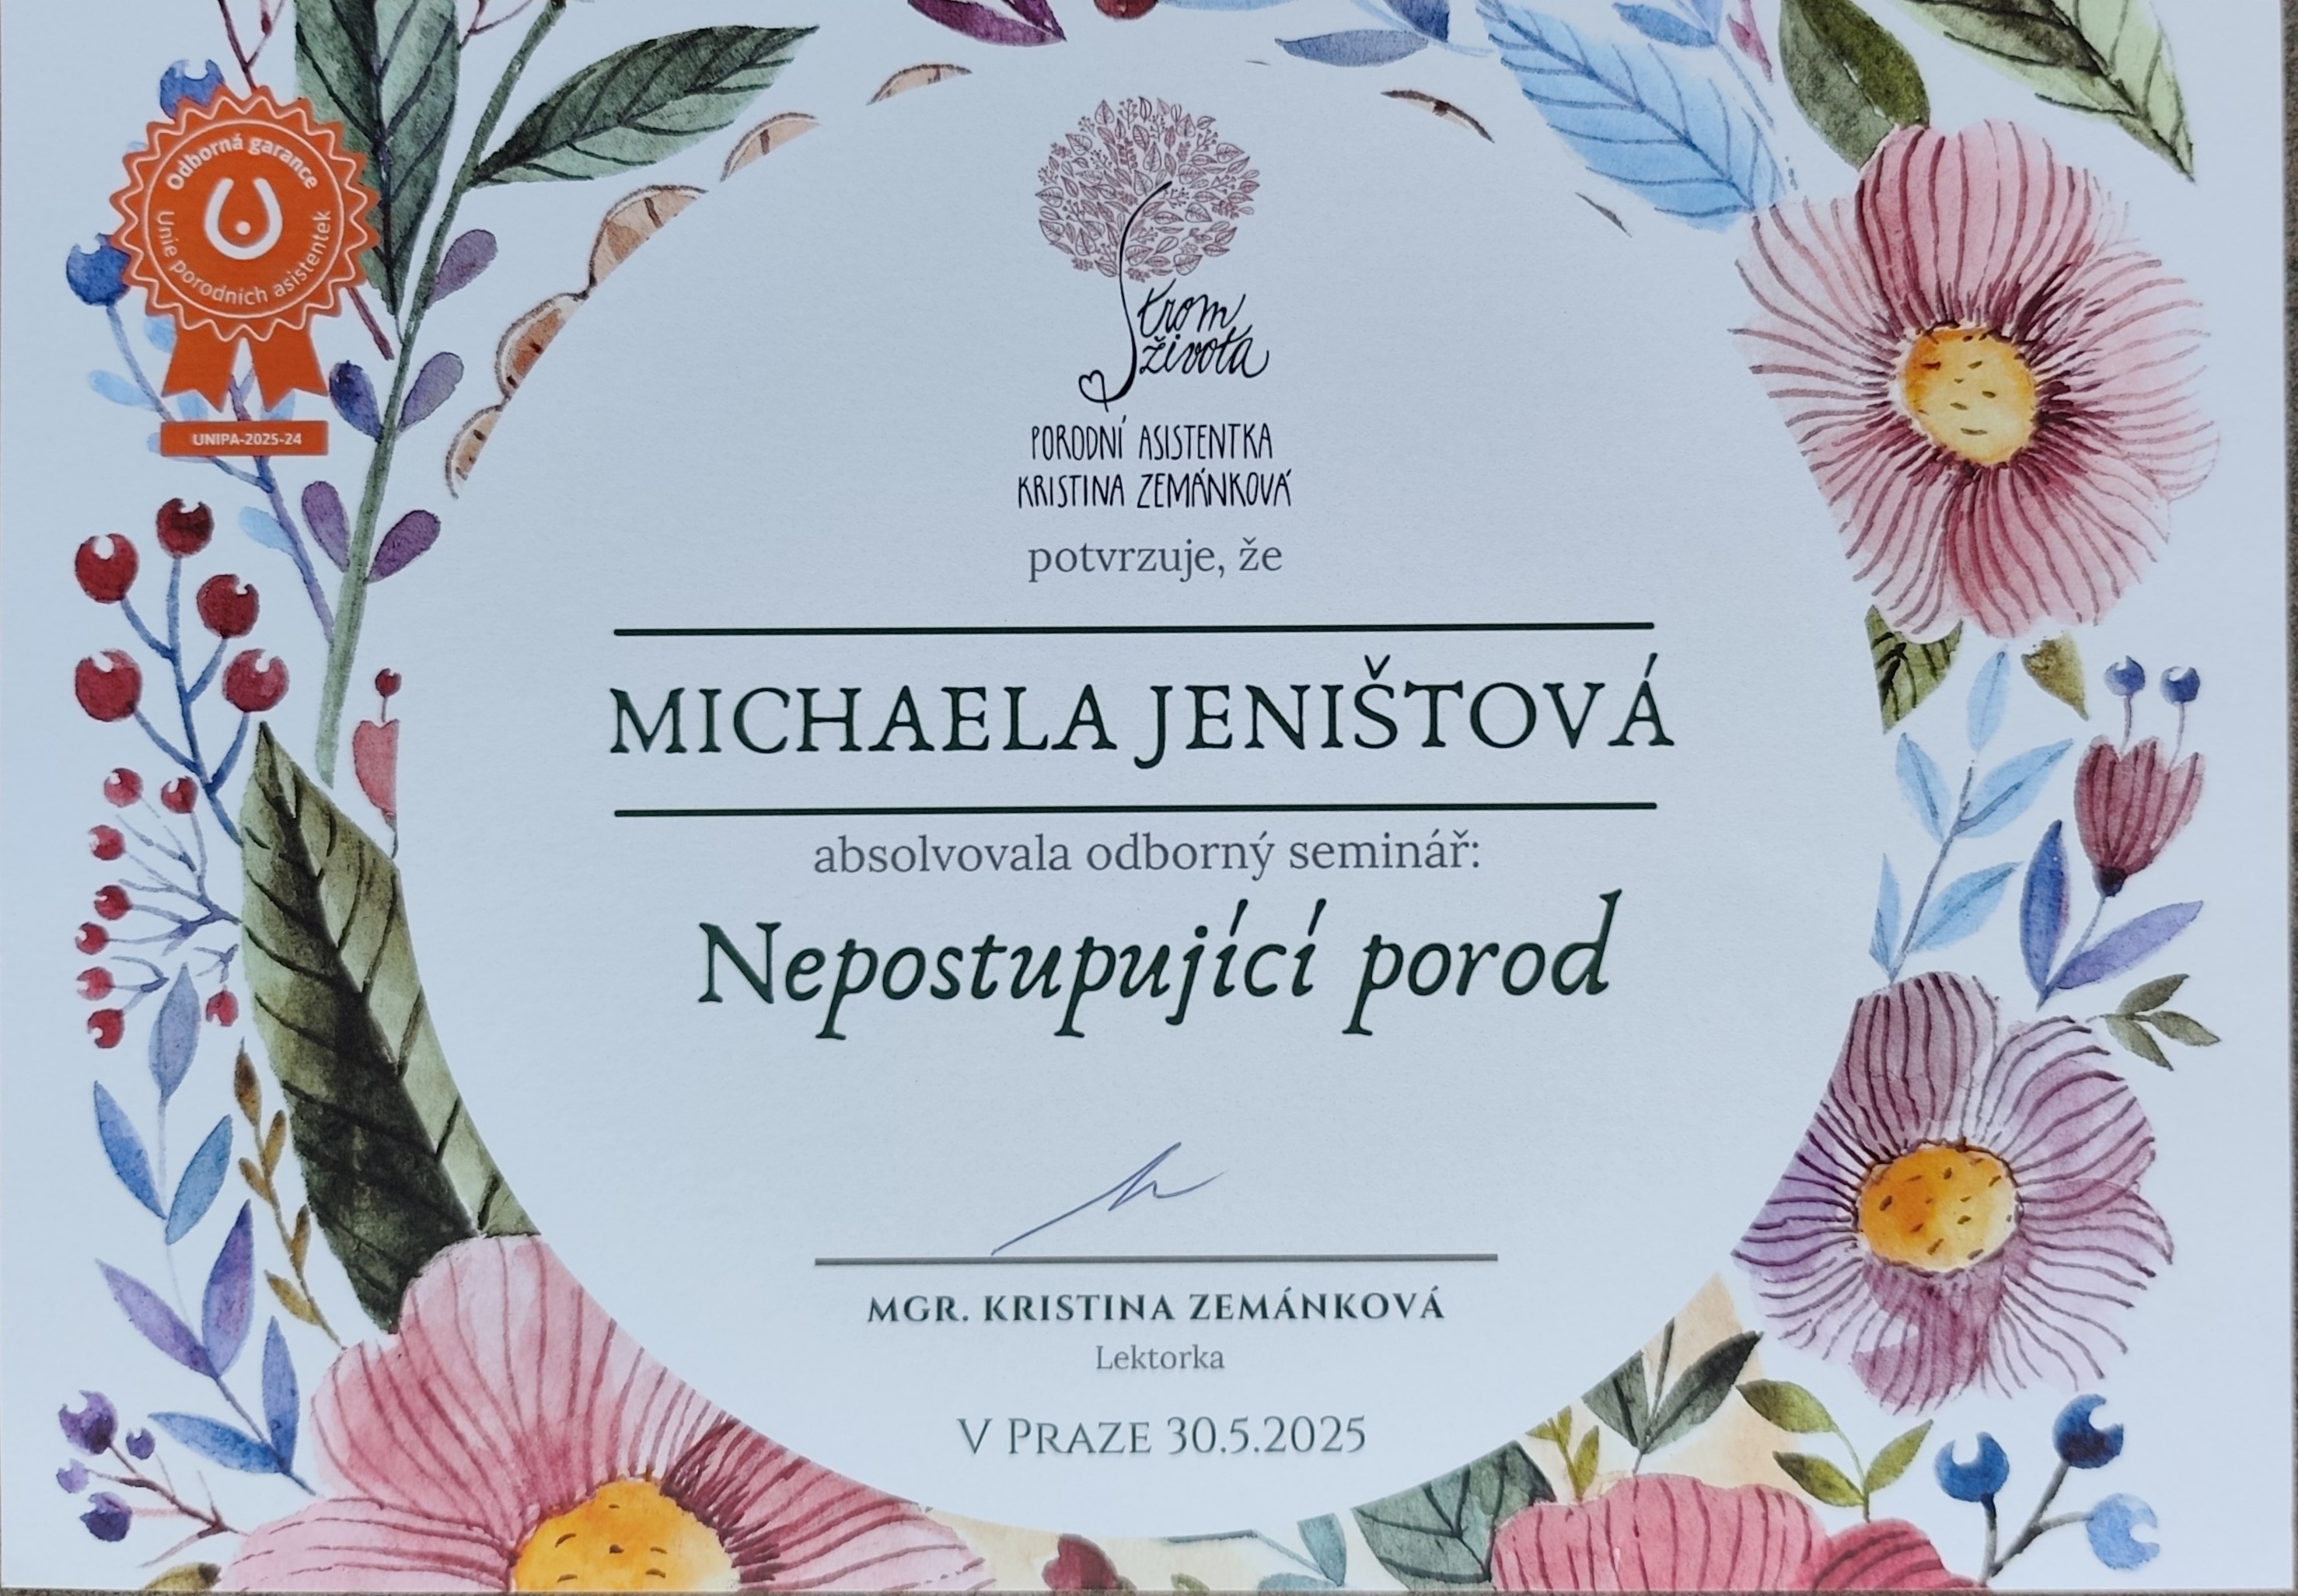 Odborná garance
Unie porodních asistentek
UNIPA-2025-24
Strom
života
PORODNÍ ASISTENTKA
KRISTINA ZEMÁNKOVÁ
potvrzuje, že
MICHAELA JENIŠTOVÁ
absolvovala odborný seminář:
Nepostupující porod
MGR. KRISTINA ZEMÁNKOVÁ
Lektorka
V PRAZE 30.5.2025